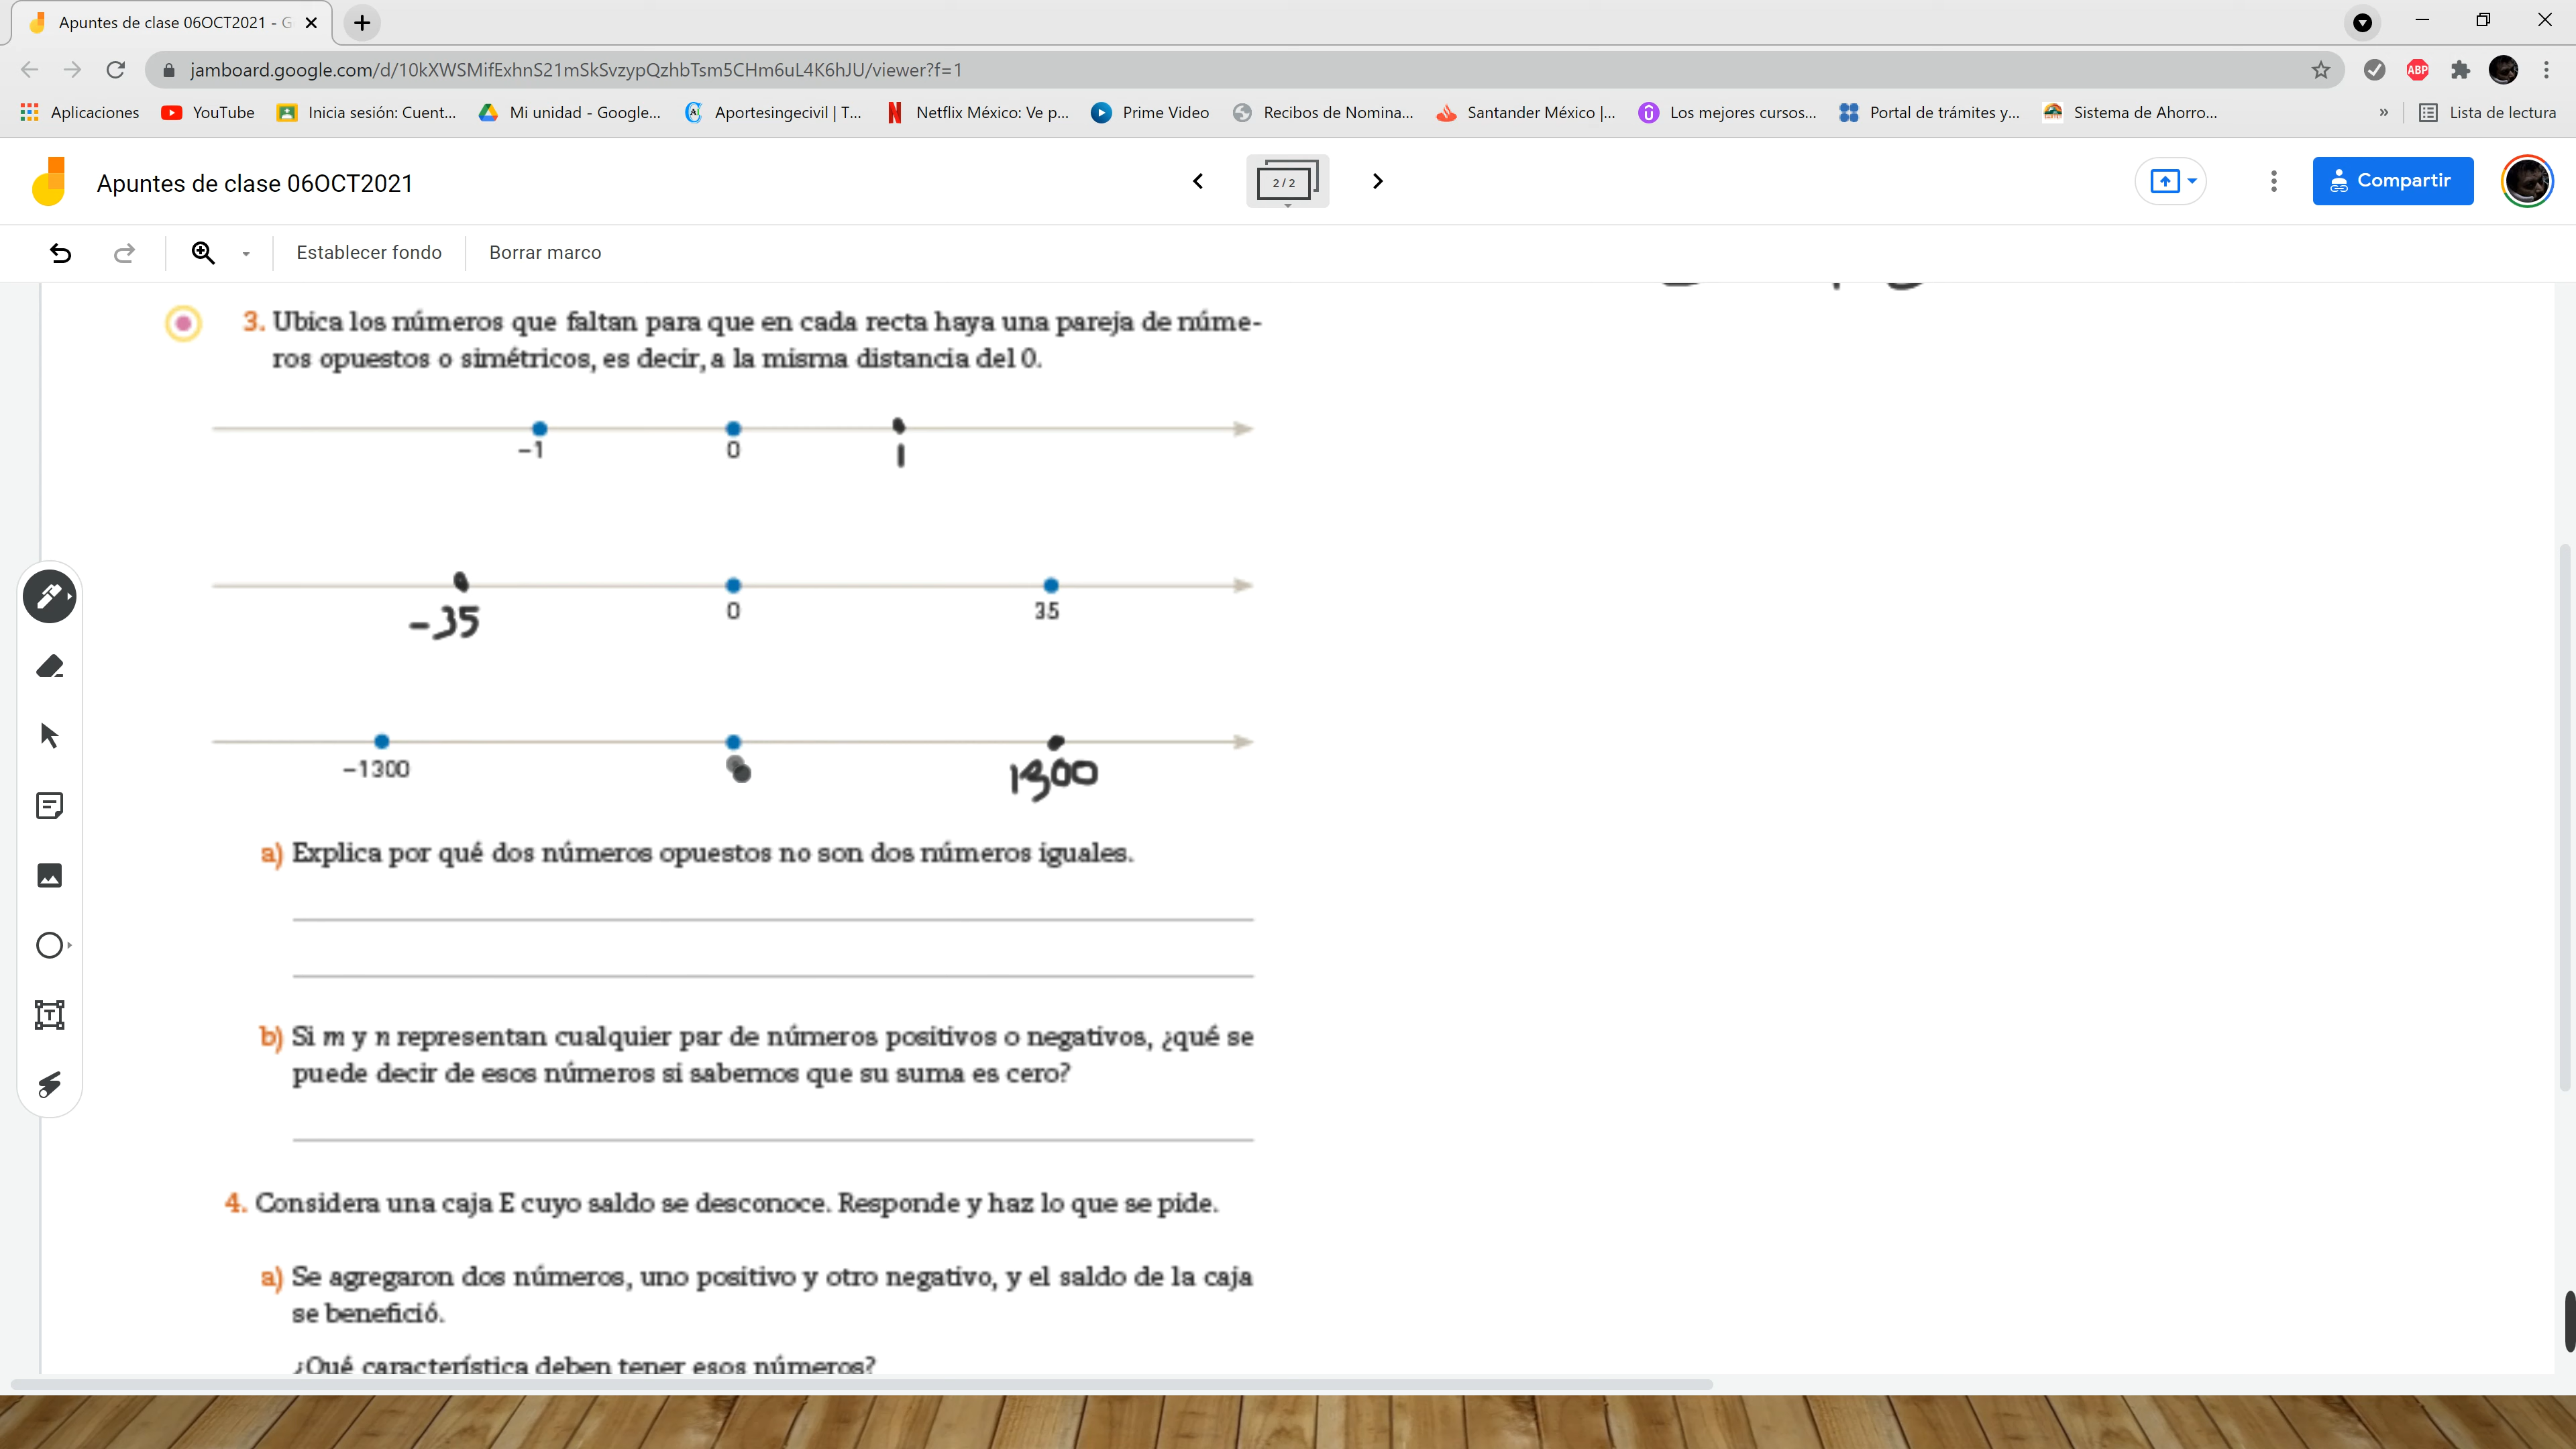 Apuntes de clase 06OCT2021 - G
jamboard.google.com/d/10kXWSMifExhnS21mSkSvzypQzhbTsm5CHm6uL4K6hJU/viewer?f=1
ABP
Aplicaciones YouTube Inicia sesión: Cuent... Mi unidad - Google... Aportesingecivil | T... Netflix México: Ve p... Prime Video Recibos de Nomina... Santander México |... Los mejores cursos... Portal de trámites y... Sistema de Ahorro... » Lista de lectura
Apuntes de clase 06OCT2021
2 / 2
Compartir
Establecer fondo Borrar marco
3. Ubica los números que faltan para que en cada recta haya una pareja de núme-
ros opuestos o simétricos, es decir, a la misma distancia del 0.
−1 0 1
-35 0 35
−1300 1300
a) Explica por qué dos números opuestos no son dos números iguales.
b) Si m y n representan cualquier par de números positivos o negativos, ¿qué se
puede decir de esos números si sabemos que su suma es cero?
4. Considera una caja E cuyo saldo se desconoce. Responde y haz lo que se pide.
a) Se agregaron dos números, uno positivo y otro negativo, y el saldo de la caja
se benefició.
¿Qué característica deben tener esos números?